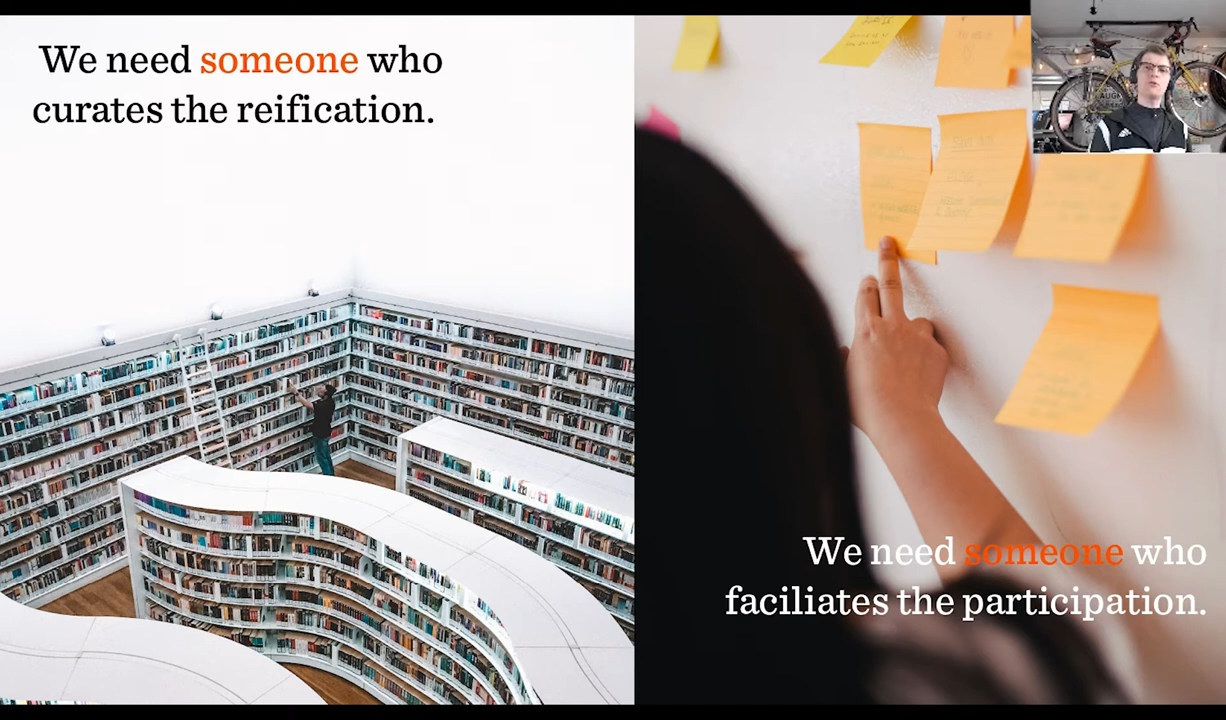 We need someone who
curates the reification.
We need someone who
faciliates the participation.